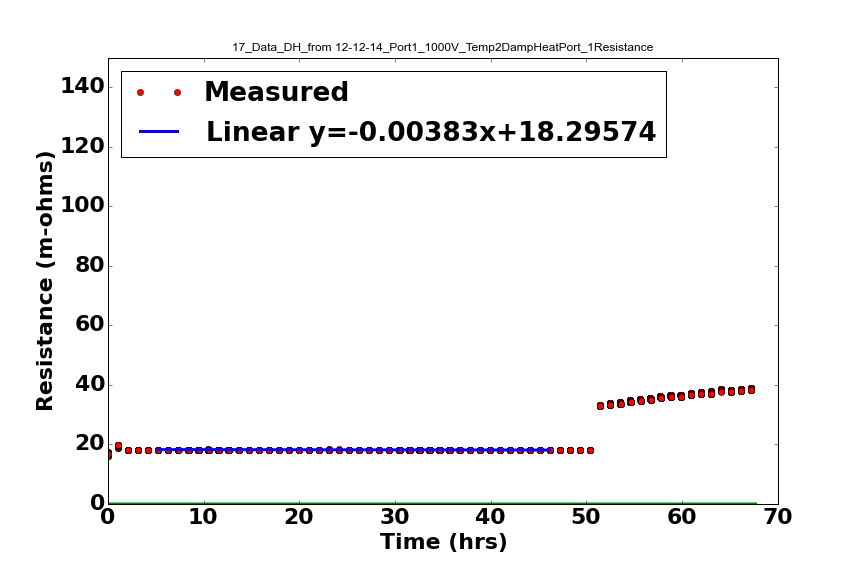 17_Data_DH_from 12-12-14_Port1_1000V_Temp2DampHeatPort_1Resistance
Measured
Linear y=-0.00383x+18.29574
140
120
100
80
60
40
20
0
Resistance (m-ohms)
0 10 20 30 40 50 60 70
Time (hrs)